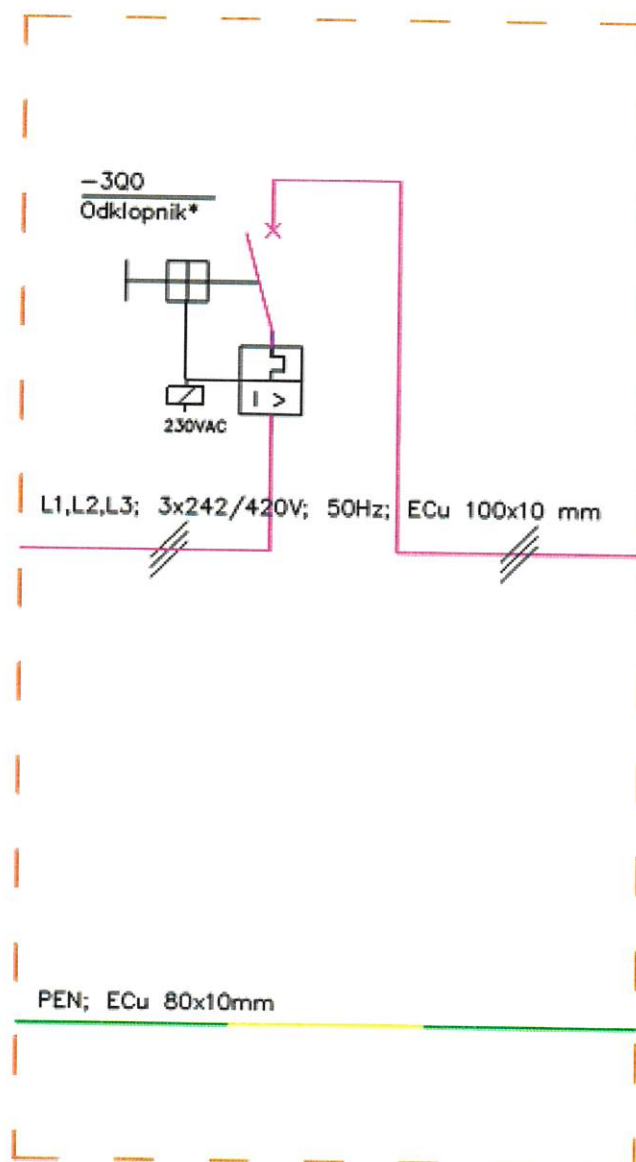 -3Q0
Odklopnik*
I >
230VAC
L1,L2,L3; 3x242/420V; 50Hz; ECu 100x10 mm
PEN; ECu 80x10mm